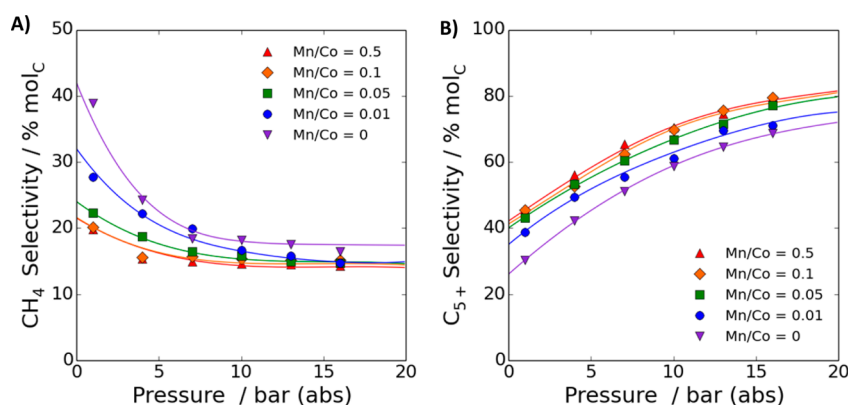 A)
CH₄ Selectivity / % mol_C
50
40
30
20
10
0
Mn/Co = 0.5
Mn/Co = 0.1
Mn/Co = 0.05
Mn/Co = 0.01
Mn/Co = 0
0 5 10 15 20
Pressure / bar (abs)
B)
C₅₊ Selectivity / % mol_C
100
80
60
40
20
0
Mn/Co = 0.5
Mn/Co = 0.1
Mn/Co = 0.05
Mn/Co = 0.01
Mn/Co = 0
0 5 10 15 20
Pressure / bar (abs)